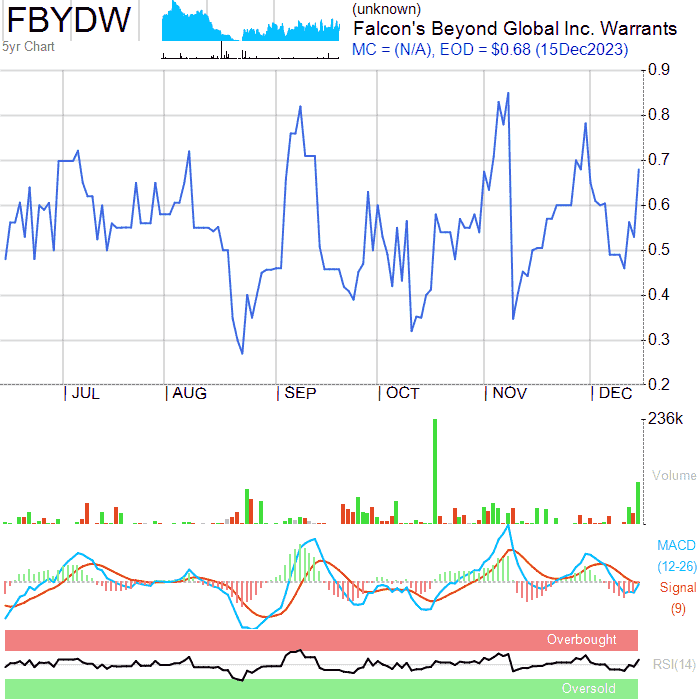 FBYDW
5yr Chart
(unknown)
Falcon's Beyond Global Inc. Warrants
MC = (N/A), EOD = $0.68 (15Dec2023)
0.9
0.8
0.7
0.6
0.5
0.4
0.3
0.2
JUL AUG SEP OCT NOV DEC
236k
Volume
MACD
(12-26)
Signal
(9)
Overbought
RSI(14)
Oversold